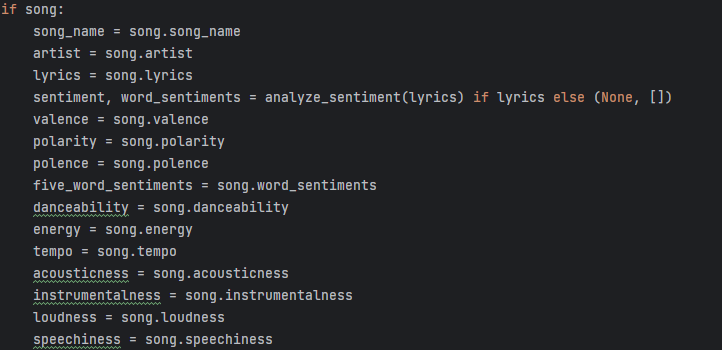 if song:
    song_name = song.song_name
    artist = song.artist
    lyrics = song.lyrics
    sentiment, word_sentiments = analyze_sentiment(lyrics) if lyrics else (None, [])
    valence = song.valence
    polarity = song.polarity
    polence = song.polence
    five_word_sentiments = song.word_sentiments
    danceability = song.danceability
    energy = song.energy
    tempo = song.tempo
    acousticness = song.acousticness
    instrumentalness = song.instrumentalness
    loudness = song.loudness
    speechiness = song.speechiness